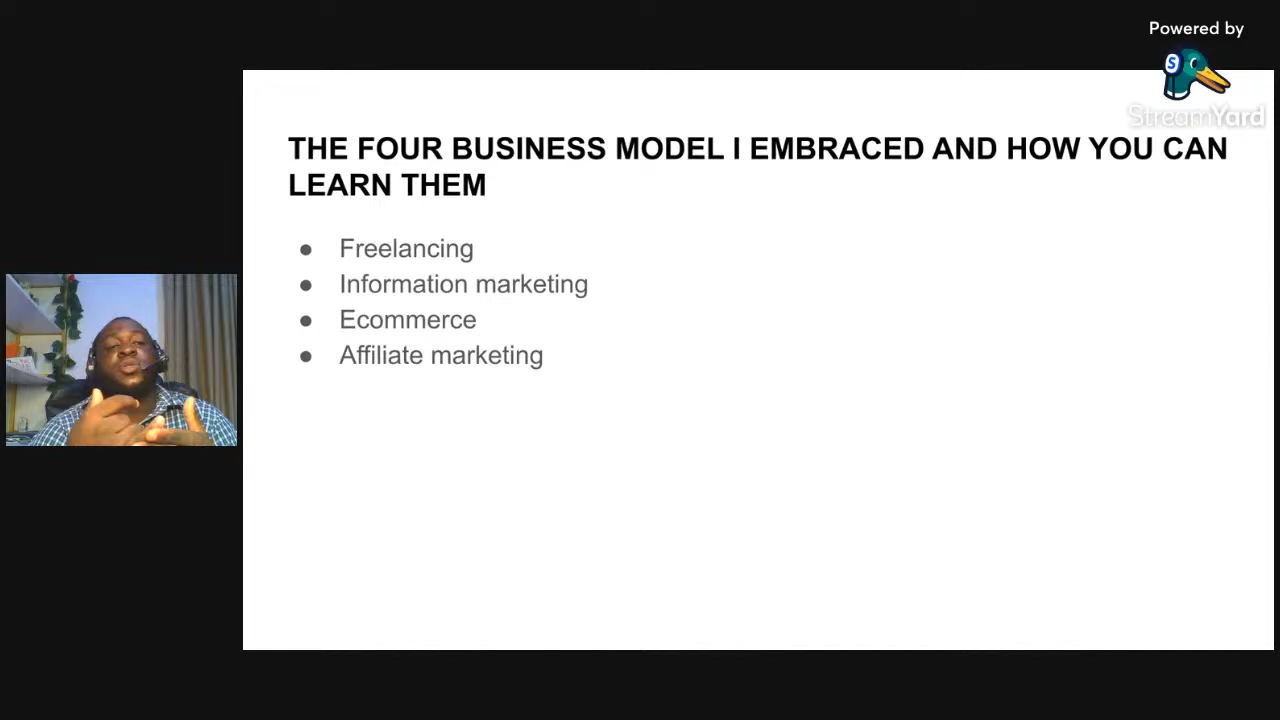 Powered by
S
StreamYard
THE FOUR BUSINESS MODEL I EMBRACED AND HOW YOU CAN
LEARN THEM
● Freelancing
● Information marketing
● Ecommerce
● Affiliate marketing